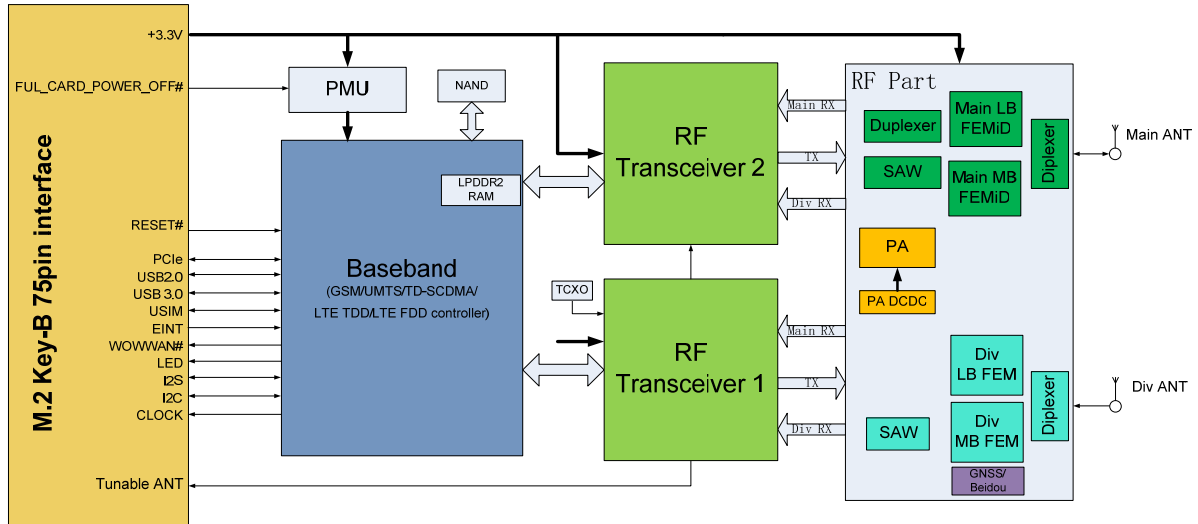 M.2 Key-B 75pin interface
+3.3V
FUL_CARD_POWER_OFF#
RESET#
PCIe
USB2.0
USB3.0
USIM
EINT
WOWWAN#
LED
I2S
I2C
CLOCK
Tunable ANT
PMU
NAND
LPDDR2
RAM
Baseband
(GSM/UMTS/TD-SCDMA/
LTE TDD/LTE FDD controller)
TCXO
RF
Transceiver 2
RF
Transceiver 1
Main RX
TX
Div RX
Main RX
TX
Div RX
RF Part
Duplexer
SAW
Main LB
FEMiD
Main MB
FEMiD
Diplexer
PA
PA DCDC
Div
LB FEM
Div
MB FEM
SAW
Diplexer
GNSS/
Beidou
Main ANT
Div ANT